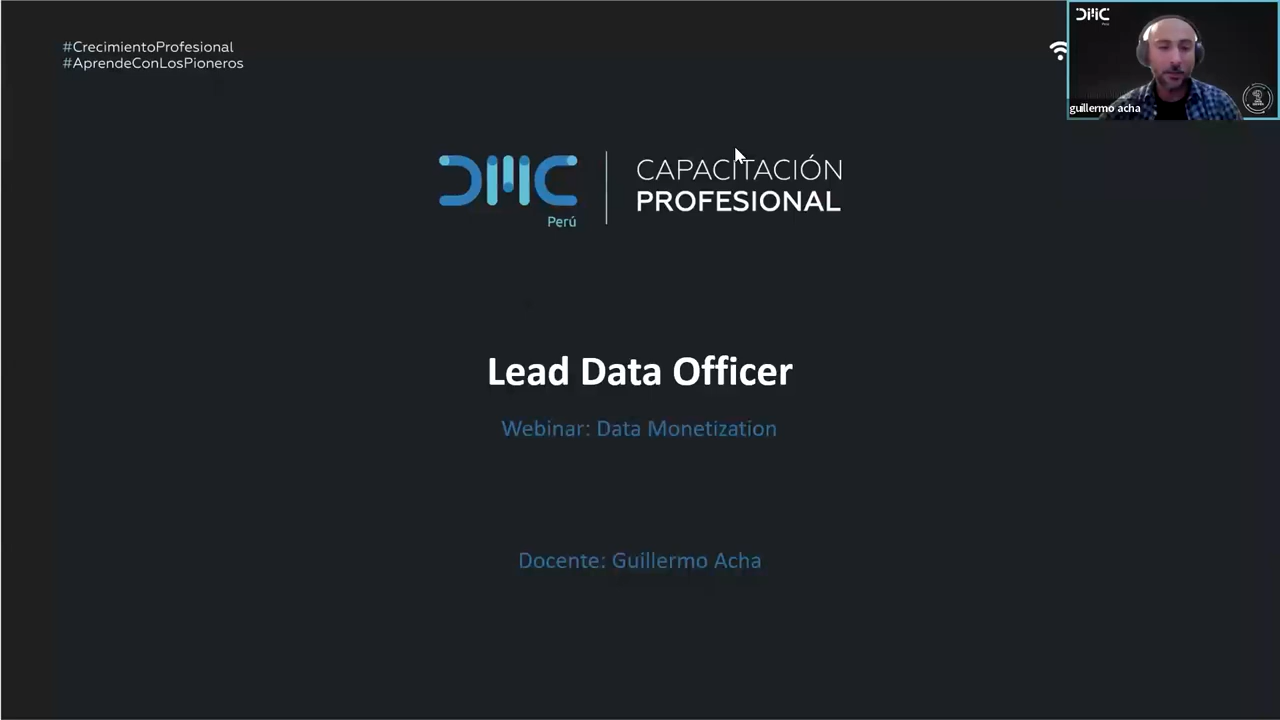 #CrecimientoProfesional
#AprendeConLosPioneros
DMC
Perú
CAPACITACIÓN
PROFESIONAL
Lead Data Officer
Webinar: Data Monetization
Docente: Guillermo Acha
DMC
guillermo acha